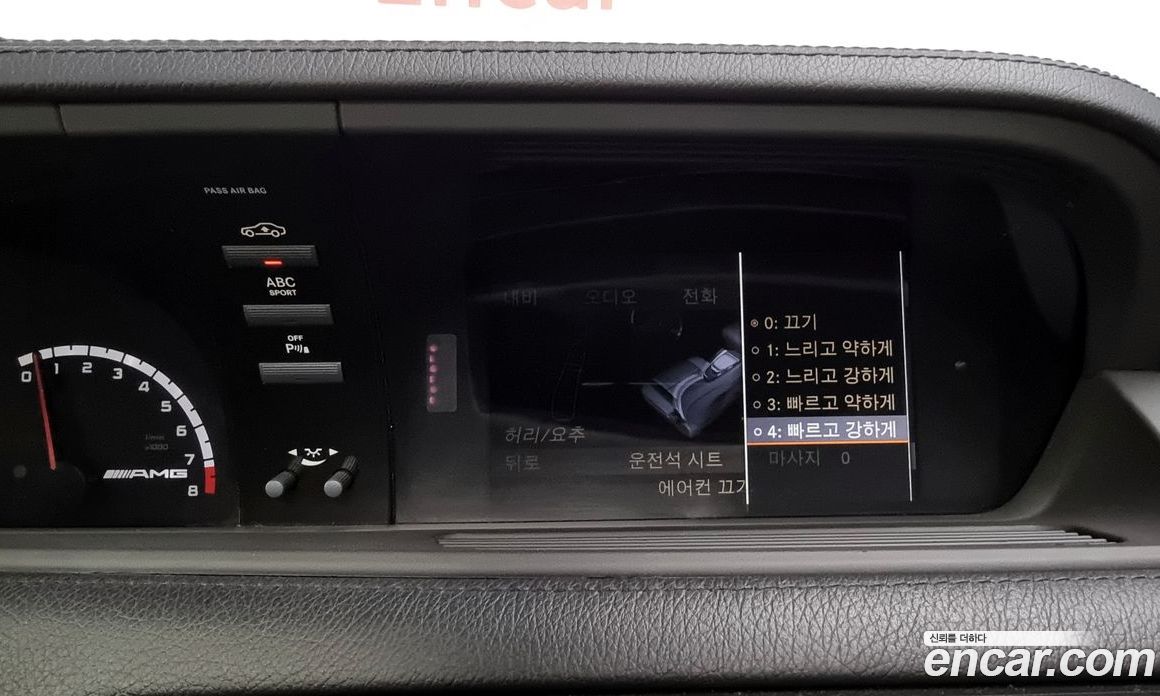 Encar
PASS AIR BAG
ABC
SPORT
OFF
P
0 1 2 3 4 5 6 7 8
1/min
x1000
AMG
내비 오디오 전화
0: 끄기
1: 느리고 약하게
2: 느리고 강하게
3: 빠르고 약하게
4: 빠르고 강하게
허리/요추
뒤로 운전석 시트 마사지 0
에어컨 끄기
신뢰를 더하다
encar.com